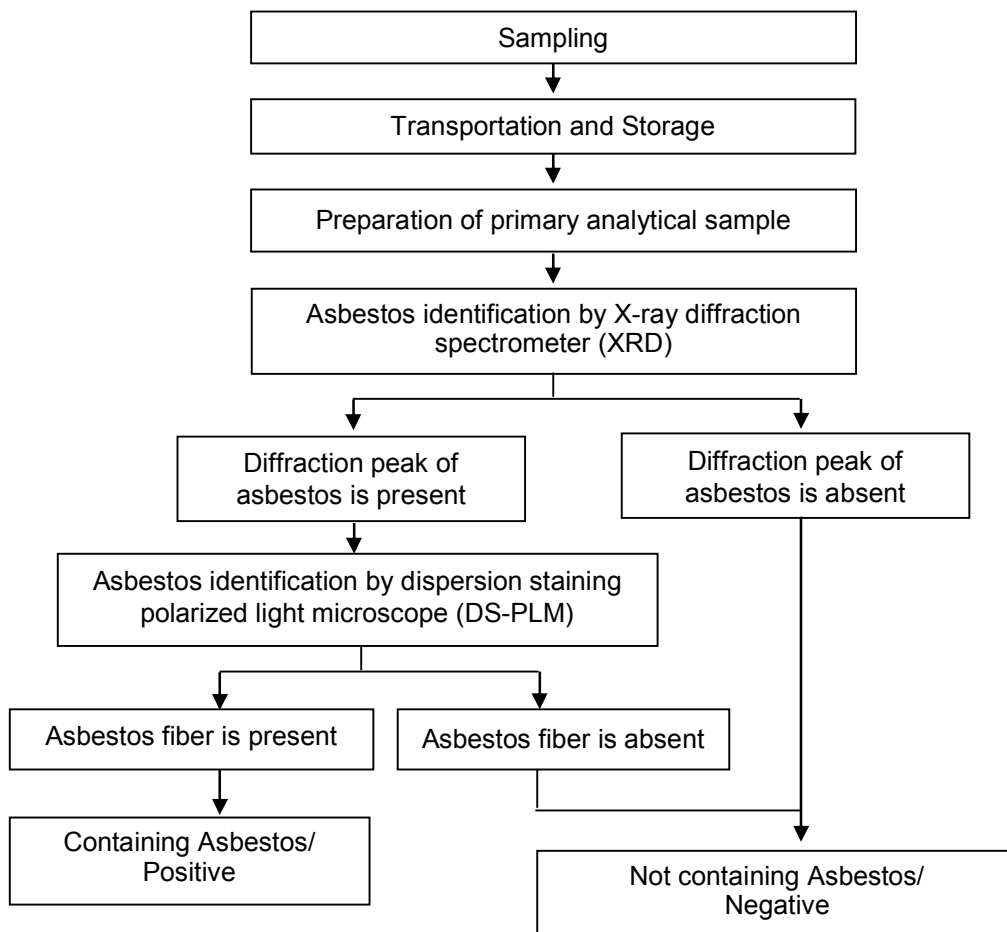 Sampling
Transportation and Storage
Preparation of primary analytical sample
Asbestos identification by X-ray diffraction
spectrometer (XRD)
Diffraction peak of
asbestos is present
Diffraction peak of
asbestos is absent
Asbestos identification by dispersion staining
polarized light microscope (DS-PLM)
Asbestos fiber is present
Asbestos fiber is absent
Containing Asbestos/
Positive
Not containing Asbestos/
Negative